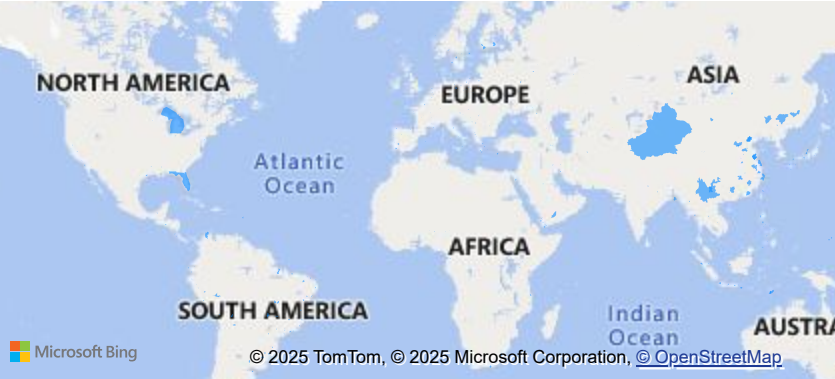 NORTH AMERICA
EUROPE
ASIA
Atlantic
Ocean
AFRICA
SOUTH AMERICA
Indian
Ocean
AUSTRA
Microsoft Bing
© 2025 TomTom, © 2025 Microsoft Corporation, © OpenStreetMap